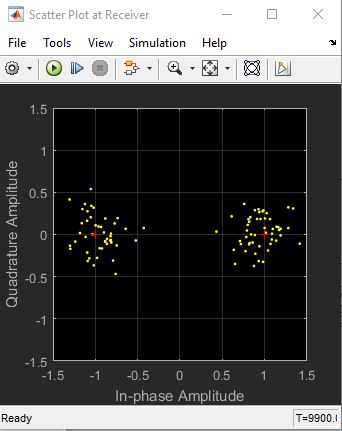 Scatter Plot at Receiver
File Tools View Simulation Help
1.5
1
0.5
0
-0.5
-1
-1.5
Quadrature Amplitude
-1.5 -1 -0.5 0 0.5 1 1.5
In-phase Amplitude
Ready T=9900.